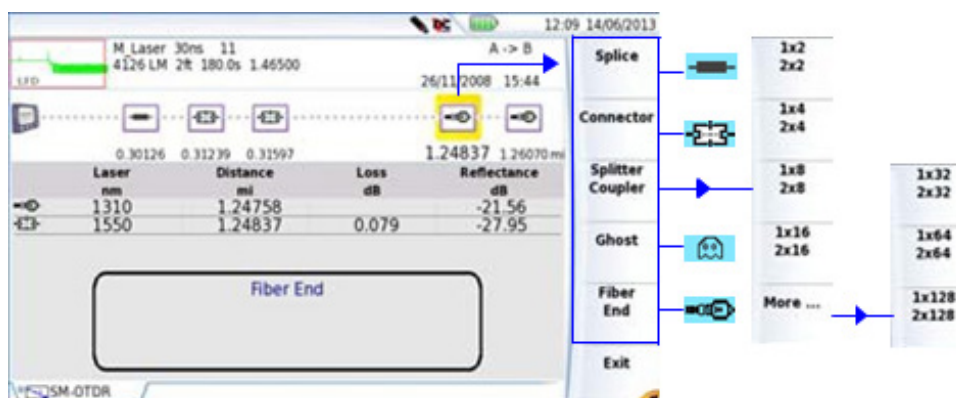 12:09 14/06/2013
M_Laser 30ns 11
A -> B
4126 LM 2ft 180.0s 1.46500
LFD
26/11/2008 15:44
0.30126 0.31239 0.31597 1.24837 1.26070 mi
Laser Distance Loss Reflectance
nm mi dB dB
1310 1.24758 -21.56
1550 1.24837 0.079 -27.95
Fiber End
SM-OTDR
Splice
Connector
Splitter
Coupler
Ghost
Fiber
End
Exit
1x2
2x2
1x4
2x4
1x8
2x8
1x16
2x16
More ...
1x32
2x32
1x64
2x64
1x128
2x128